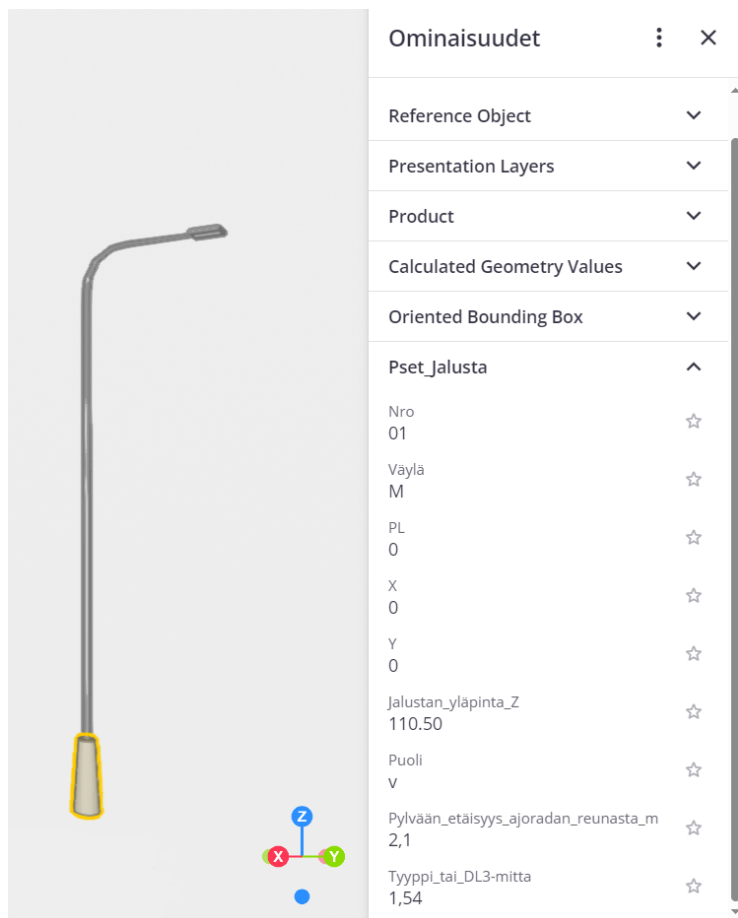 Ominaisuudet
Reference Object
Presentation Layers
Product
Calculated Geometry Values
Oriented Bounding Box
Pset_Jalusta
Nro
01
Väylä
M
PL
0
X
0
Y
0
Jalustan_yläpinta_Z
110.50
Puoli
v
Pylvään_etäisyys_ajoradan_reunasta_m
2,1
Tyyppi_tai_DL3-mitta
1,54
Z
X
Y